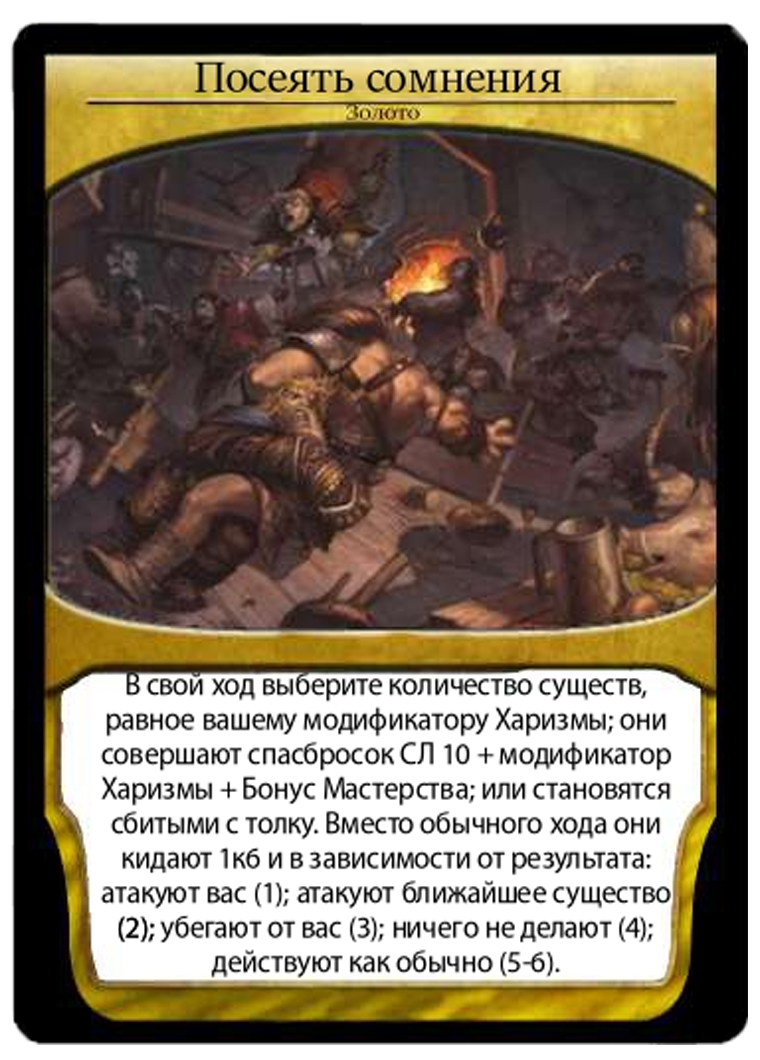 Посеять сомнения
Золото
В свой ход выберите количество существ,
равное вашему модификатору Харизмы; они
совершают спасбросок СЛ 10 + модификатор
Харизмы + Бонус Мастерства; или становятся
сбитыми с толку. Вместо обычного хода они
кидают 1к6 и в зависимости от результата:
атакуют вас (1); атакуют ближайшее существо
(2); убегают от вас (3); ничего не делают (4);
действуют как обычно (5-6).